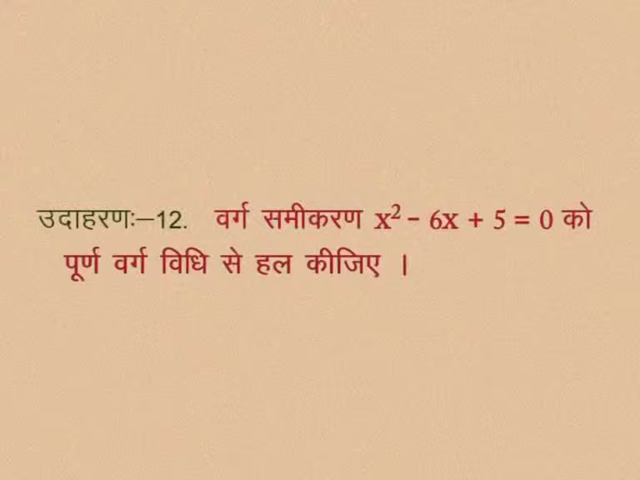 उदाहरणः—12. वर्ग समीकरण x² - 6x + 5 = 0 को
पूर्ण वर्ग विधि से हल कीजिए ।